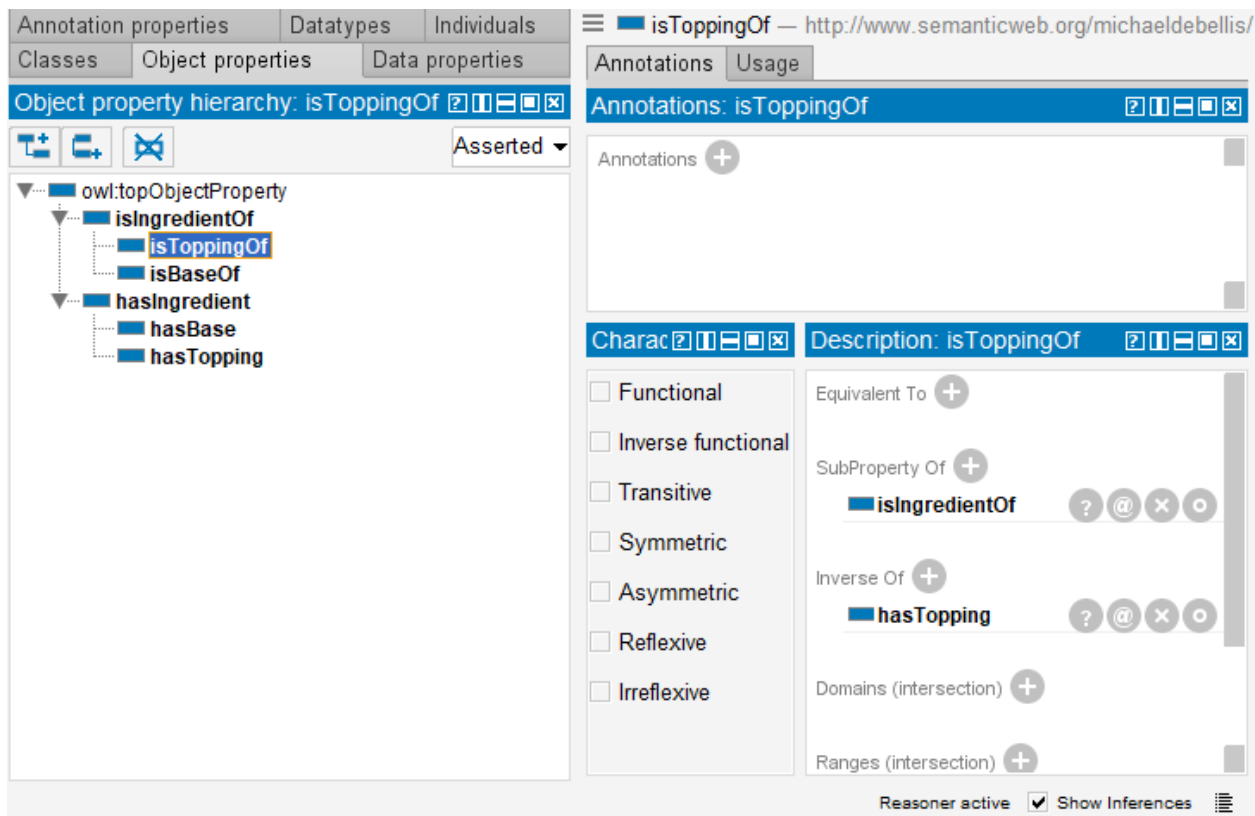 Annotation properties Datatypes Individuals
Classes Object properties Data properties
Object property hierarchy: isToppingOf
Asserted
owl:topObjectProperty
isIngredientOf
isToppingOf
isBaseOf
hasIngredient
hasBase
hasTopping
isToppingOf — http://www.semanticweb.org/michaeldebellis/
Annotations Usage
Annotations: isToppingOf
Annotations
Charac
Functional
Inverse functional
Transitive
Symmetric
Asymmetric
Reflexive
Irreflexive
Description: isToppingOf
Equivalent To
SubProperty Of
isIngredientOf
Inverse Of
hasTopping
Domains (intersection)
Ranges (intersection)
Reasoner active Show Inferences